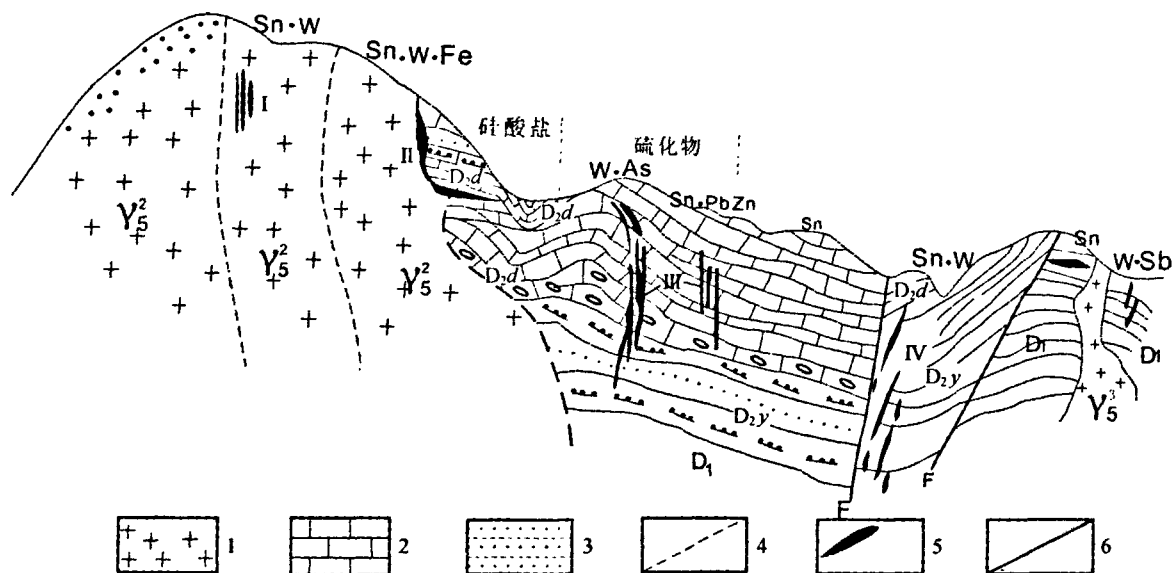 Sn·W
Sn·W·Fe
I
硅酸盐
硫化物
II
D₂d
W·As
Sn·PbZn
Sn
D₂d
Sn·W
Sn
W·Sb
γ₅²
γ₅²
γ₅²
D₂d
III
D₂d
IV
D₁
D₁
D₂y
D₂y
γ₅³
D₁
F
F
1
2
3
4
5
6